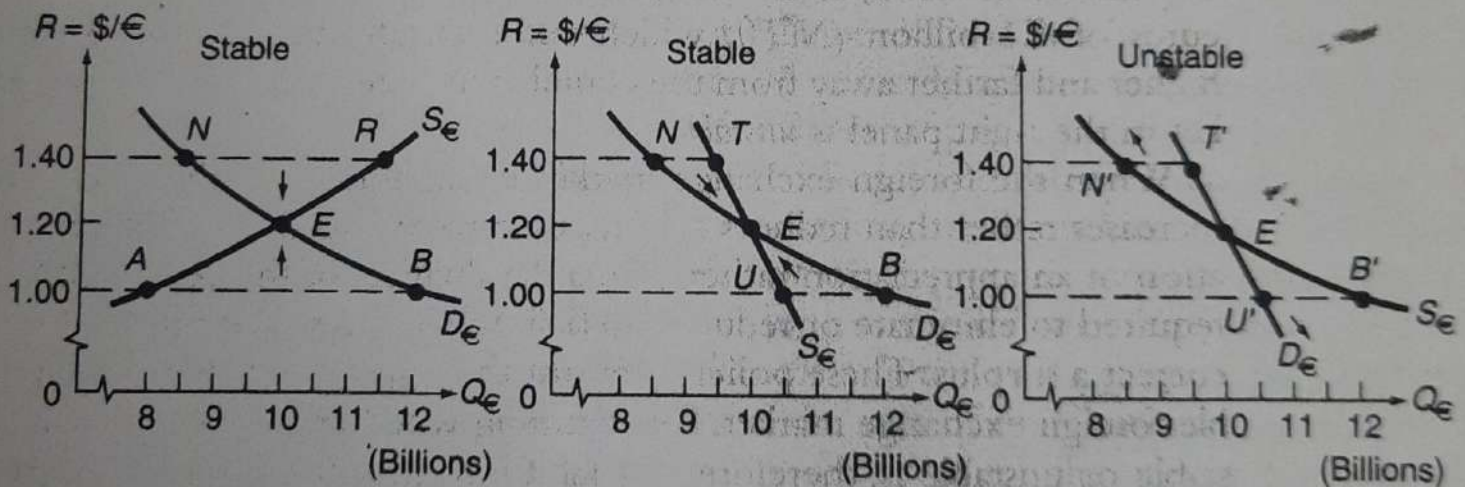 R = $/€
Stable
N
R
S€
1.40
1.20
E
A
B
1.00
D€
0
8 9 10 11 12
Q€
(Billions)
R = $/€
Stable
N
T
1.40
1.20
E
U
B
1.00
D€
S€
0
8 9 10 11 12
Q€
(Billions)
R = $/€
Unstable
T'
1.40
N'
1.20
E
B'
1.00
U'
S€
D€
0
8 9 10 11 12
Q€
(Billions)